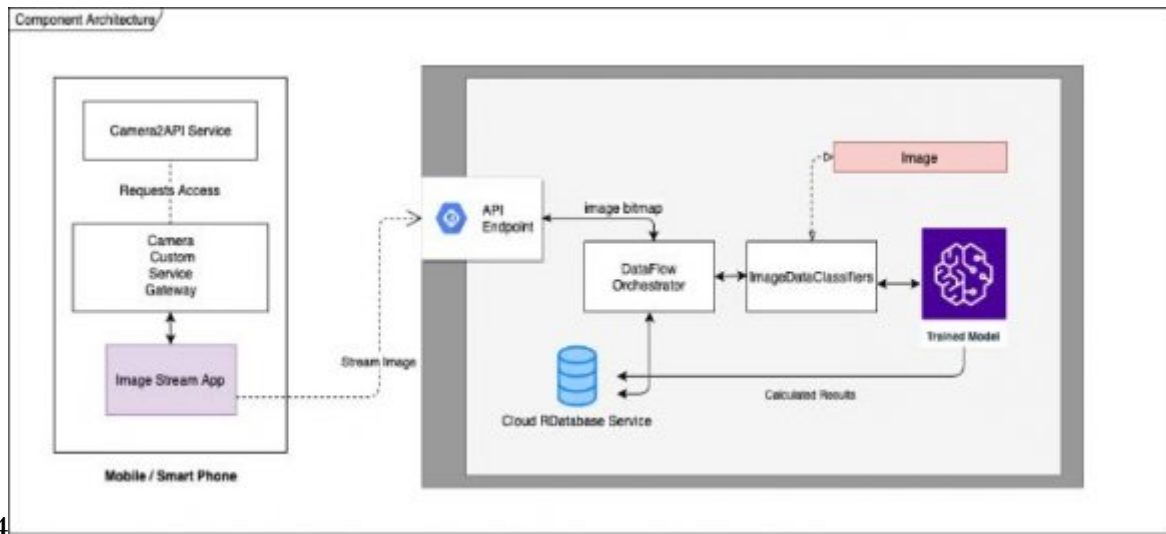 Component Architecture
Camera2API Service
Requests Access
Camera
Custom
Service
Gateway
Image Stream App
Mobile / Smart Phone
Stream Image
API
Endpoint
image bitmap
DataFlow
Orchestrator
ImageDataClassifiers
Image
Trained Model
Calculated Results
Cloud RDatabase Service
4